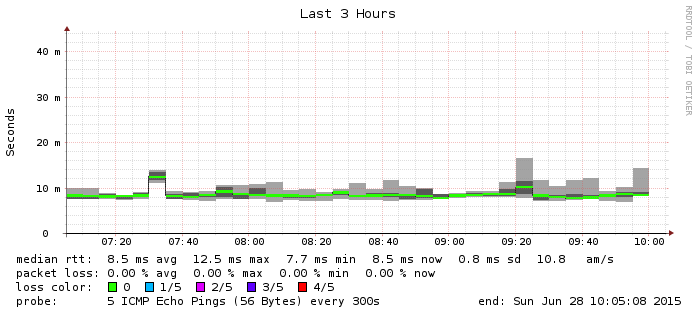 Last 3 Hours
RRDTOOL / TOBI OETIKER
Seconds
40 m
30 m
20 m
10 m
0
07:20 07:40 08:00 08:20 08:40 09:00 09:20 09:40 10:00
median rtt: 8.5 ms avg 12.5 ms max 7.7 ms min 8.5 ms now 0.8 ms sd 10.8 am/s
packet loss: 0.00 % avg 0.00 % max 0.00 % min 0.00 % now
loss color: 0 1/5 2/5 3/5 4/5
probe: 5 ICMP Echo Pings (56 Bytes) every 300s end: Sun Jun 28 10:05:08 2015